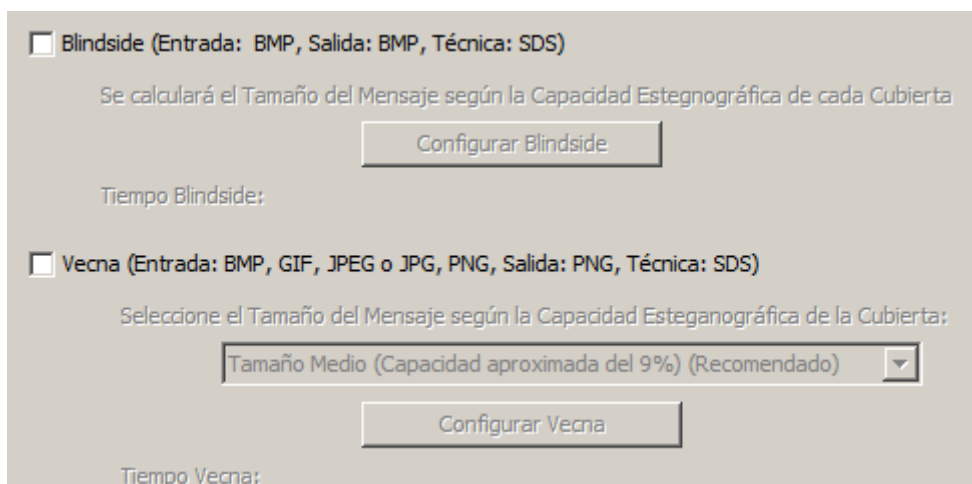 Blindside (Entrada:  BMP, Salida: BMP, Técnica: SDS)
Se calculará el Tamaño del Mensaje según la Capacidad Estegnográfica de cada Cubierta
Configurar Blindside
Tiempo Blindside:
Vecna (Entrada: BMP, GIF, JPEG o JPG, PNG, Salida: PNG, Técnica: SDS)
Seleccione el Tamaño del Mensaje según la Capacidad Esteganográfica de la Cubierta:
Tamaño Medio (Capacidad aproximada del 9%) (Recomendado)
Configurar Vecna
Tiempo Vecna: